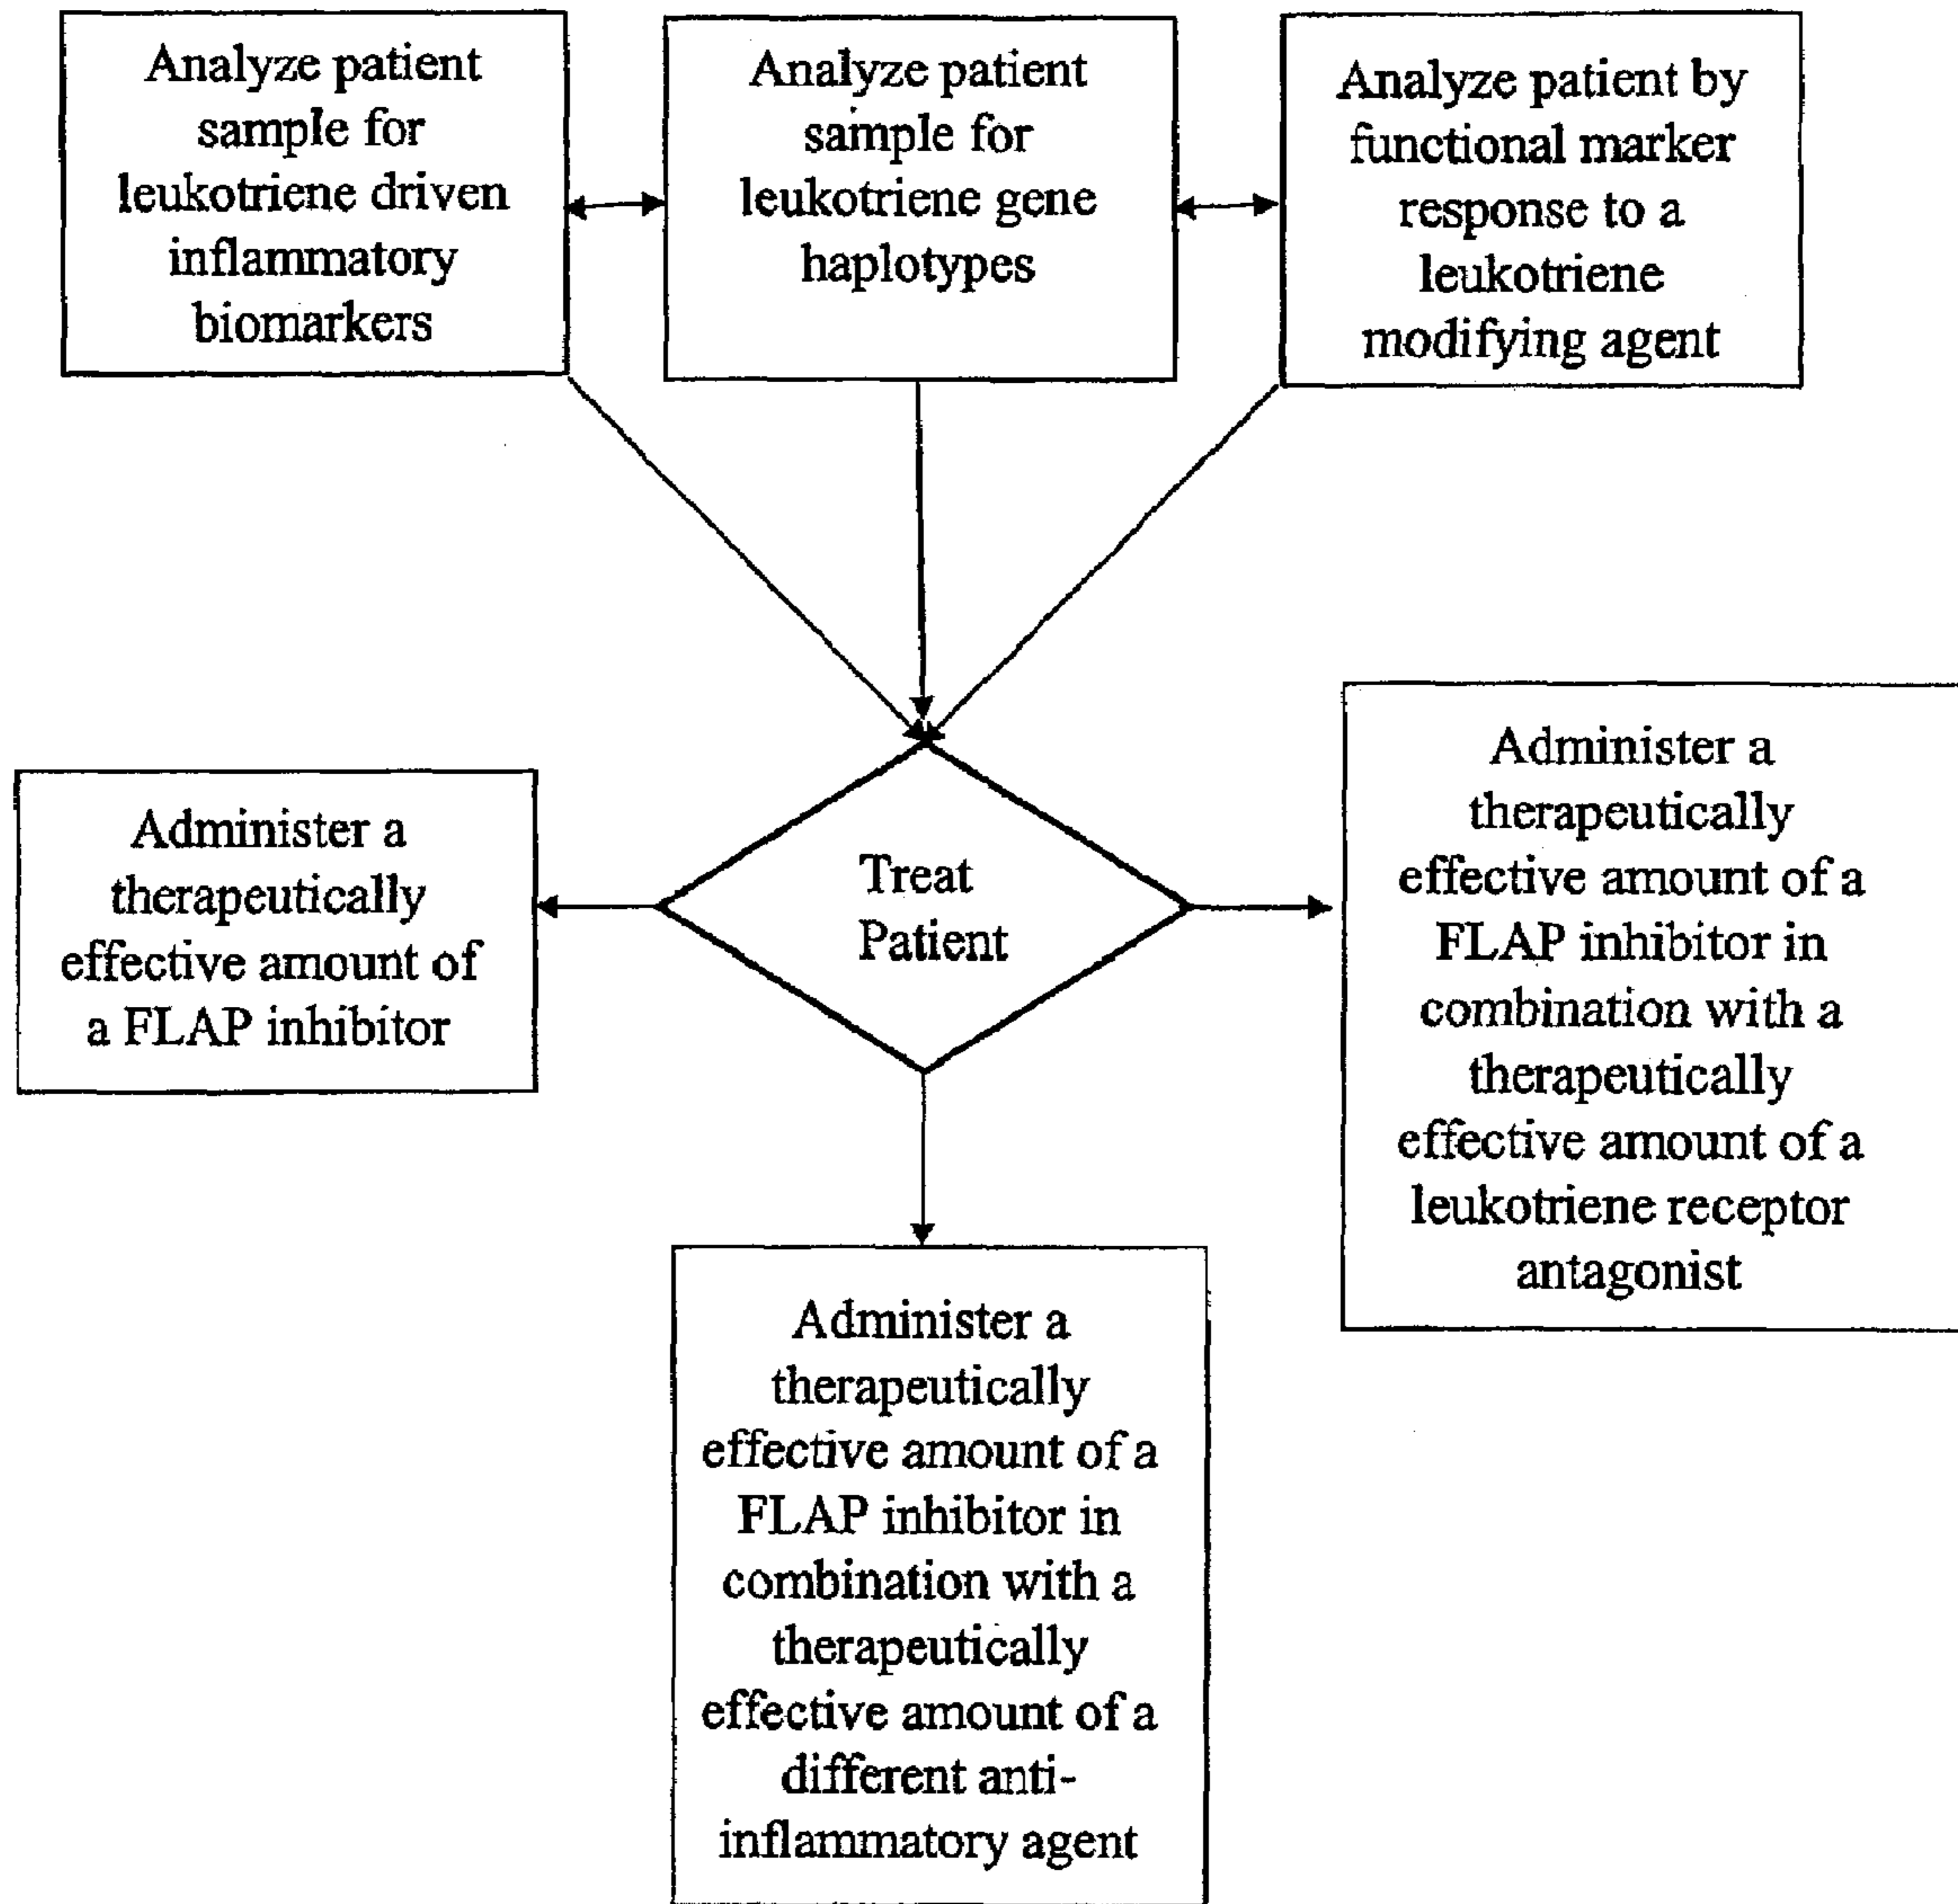 Analyze patient
sample for
leukotriene driven
inflammatory
biomarkers
Analyze patient
sample for
leukotriene gene
haplotypes
Analyze patient by
functional marker
response to a
leukotriene
modifying agent
Treat
Patient
Administer a
therapeutically
effective amount of
a FLAP inhibitor
Administer a
therapeutically
effective amount of a
FLAP inhibitor in
combination with a
therapeutically
effective amount of a
leukotriene receptor
antagonist
Administer a
therapeutically
effective amount of a
FLAP inhibitor in
combination with a
therapeutically
effective amount of a
different anti-
inflammatory agent